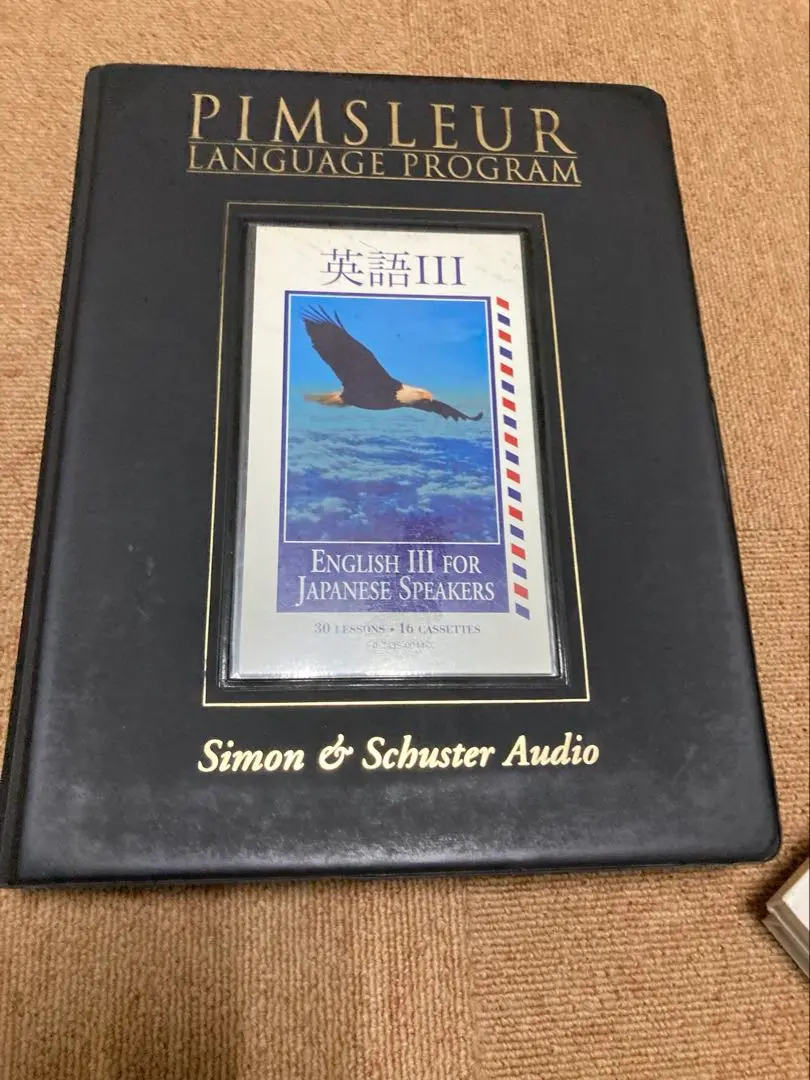 PIMSLEUR
LANGUAGE PROGRAM
英語III
ENGLISH III FOR
JAPANESE SPEAKERS
30 LESSONS • 16 CASSETTES
Simon & Schuster Audio